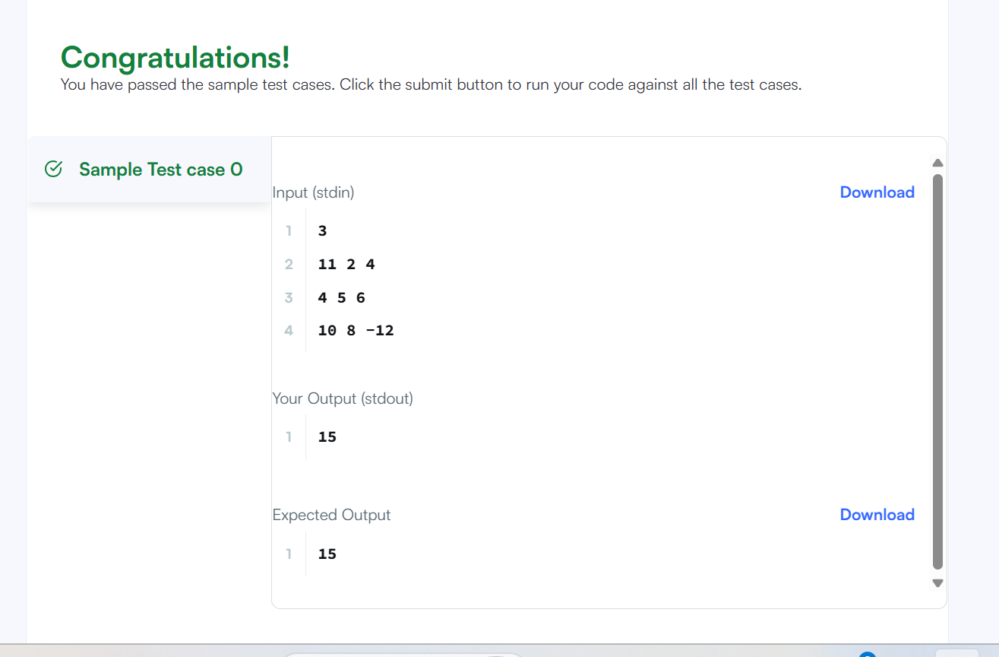 Congratulations!
You have passed the sample test cases. Click the submit button to run your code against all the test cases.
Sample Test case 0
Input (stdin)
Download
1 3
2 11 2 4
3 4 5 6
4 10 8 -12
Your Output (stdout)
1 15
Expected Output
Download
1 15